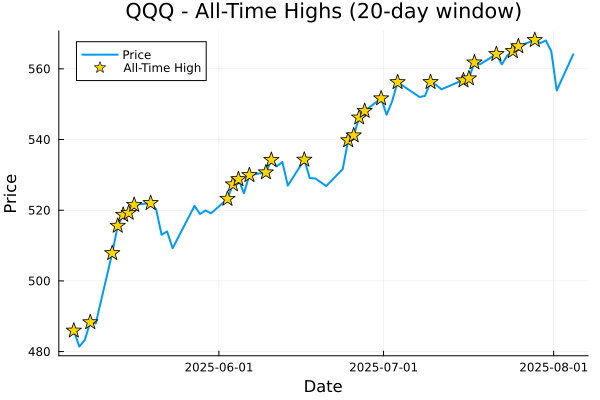 QQQ - All-Time Highs (20-day window)
Price
All-Time High
560
540
520
500
480
Price
2025-06-01
2025-07-01
2025-08-01
Date